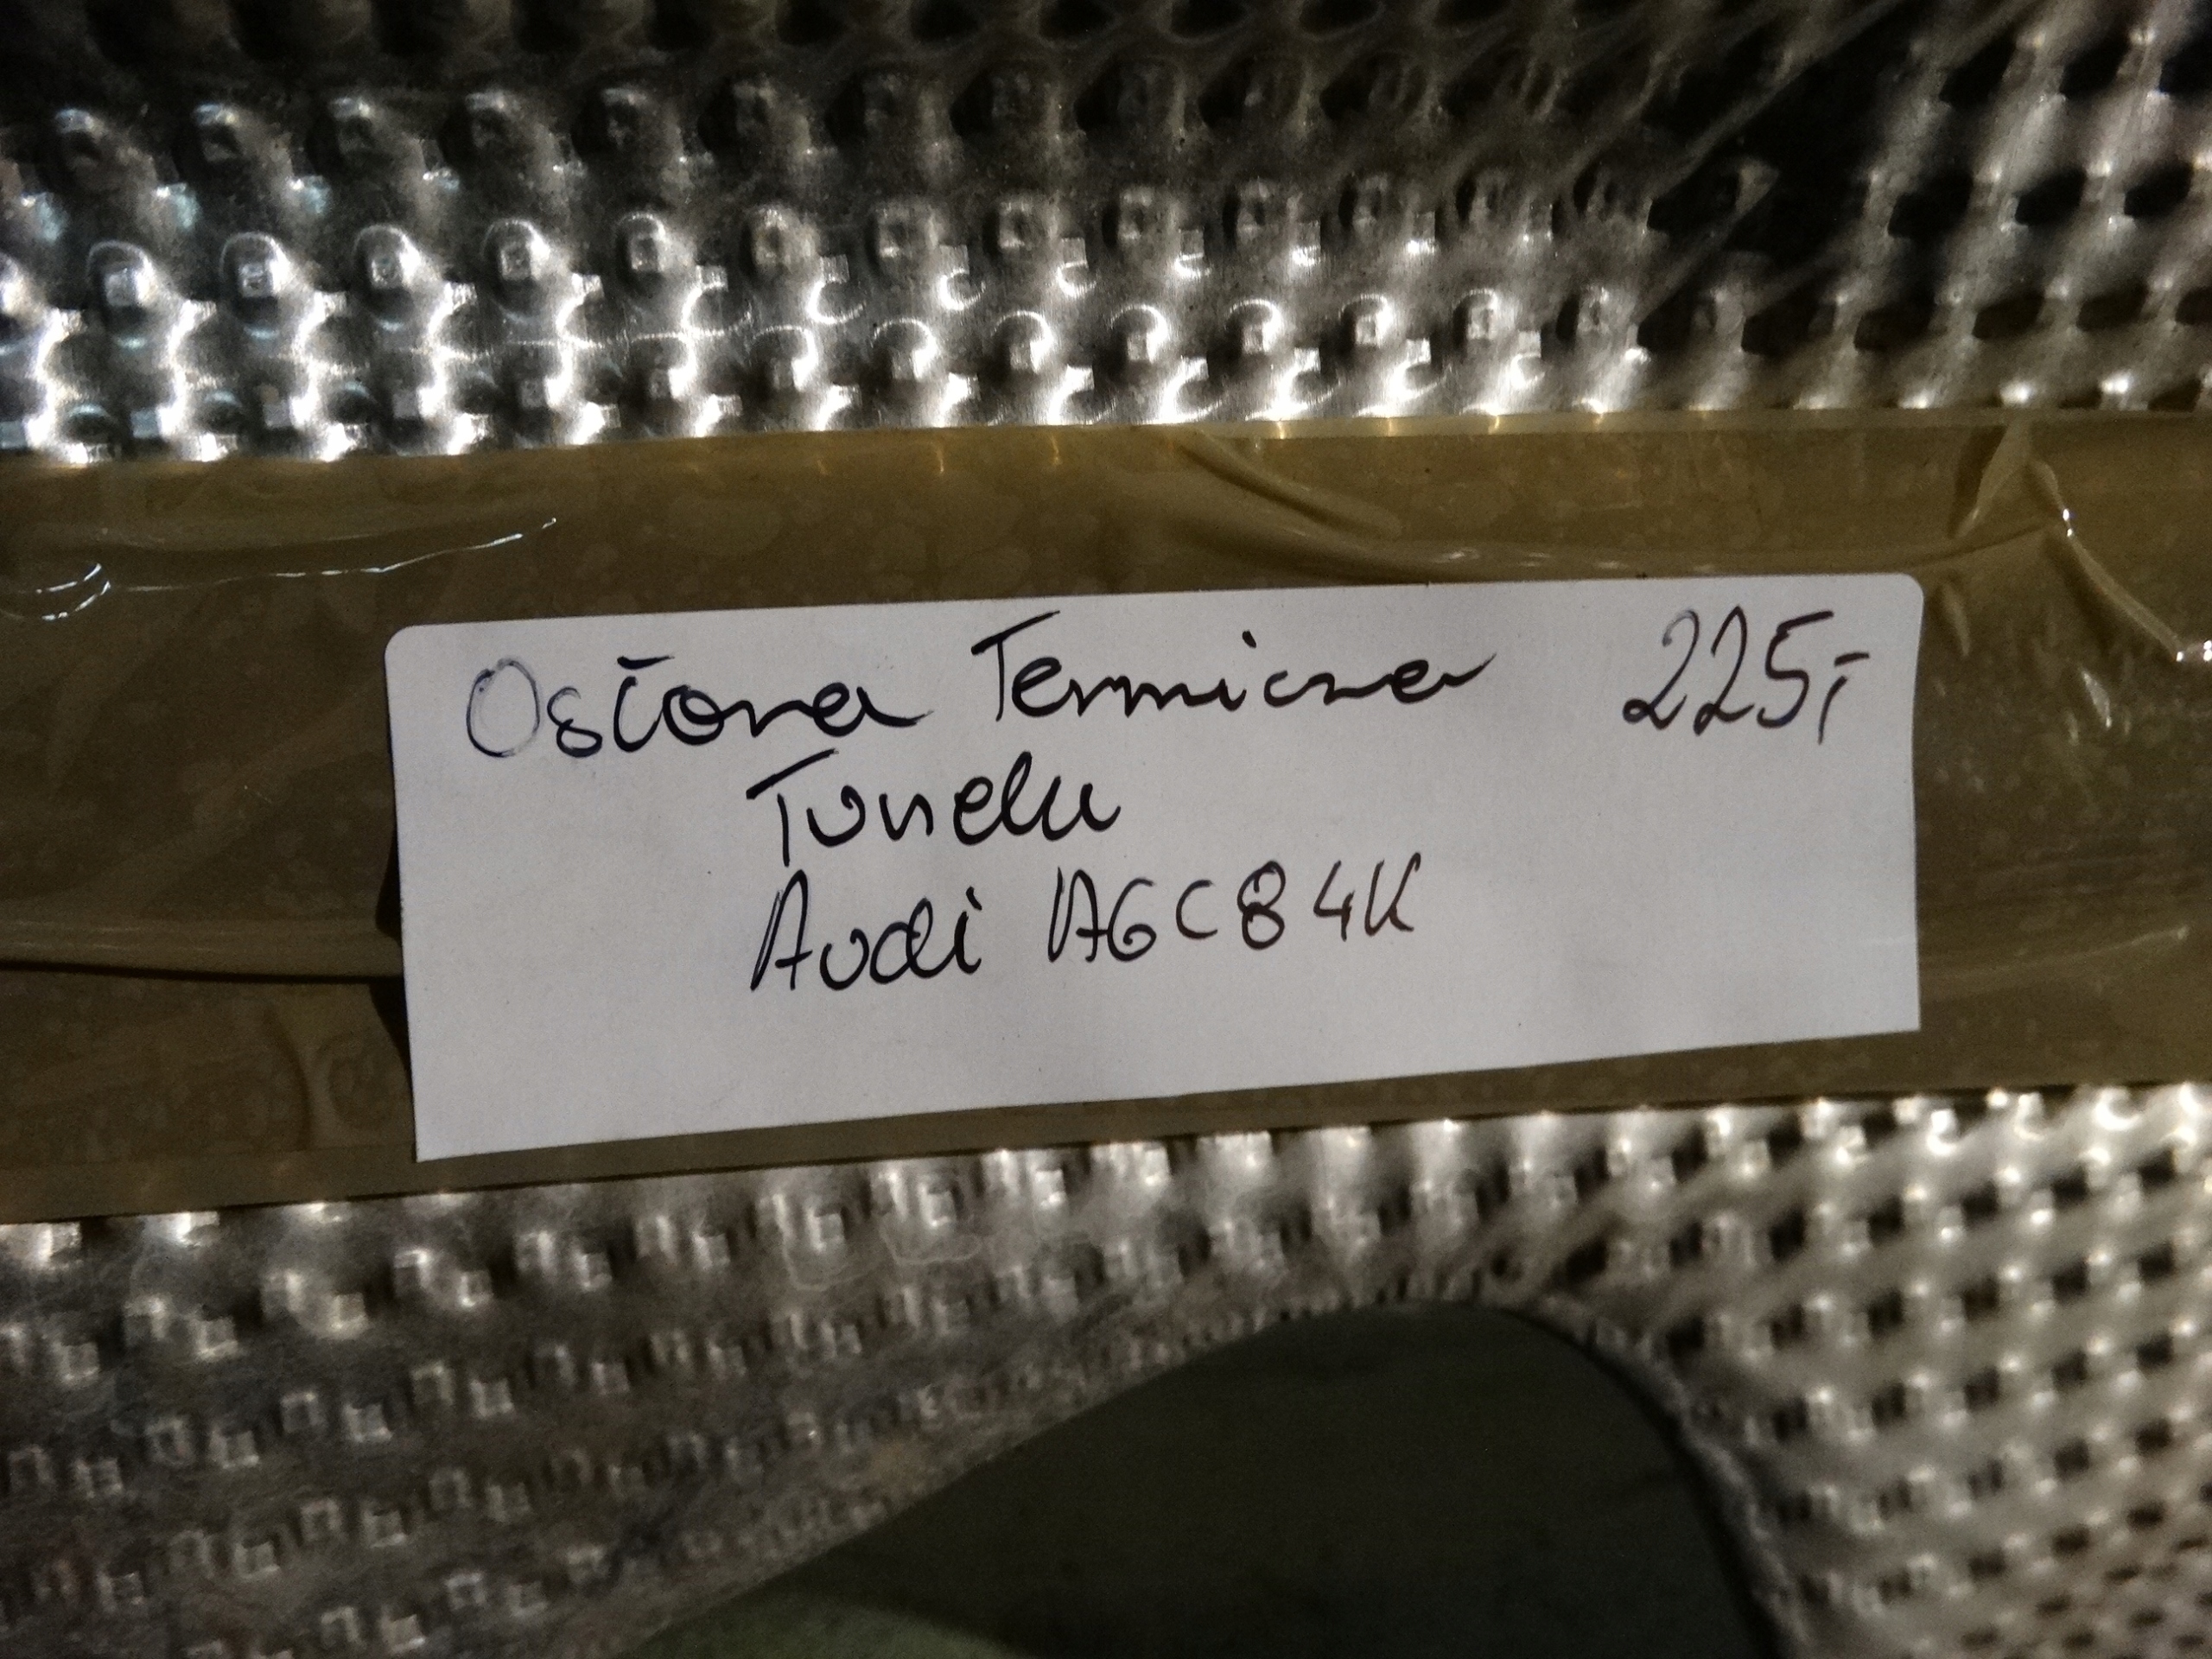 Osłona Termiczna 225,-
Tunelu
Audi A6C8 4K